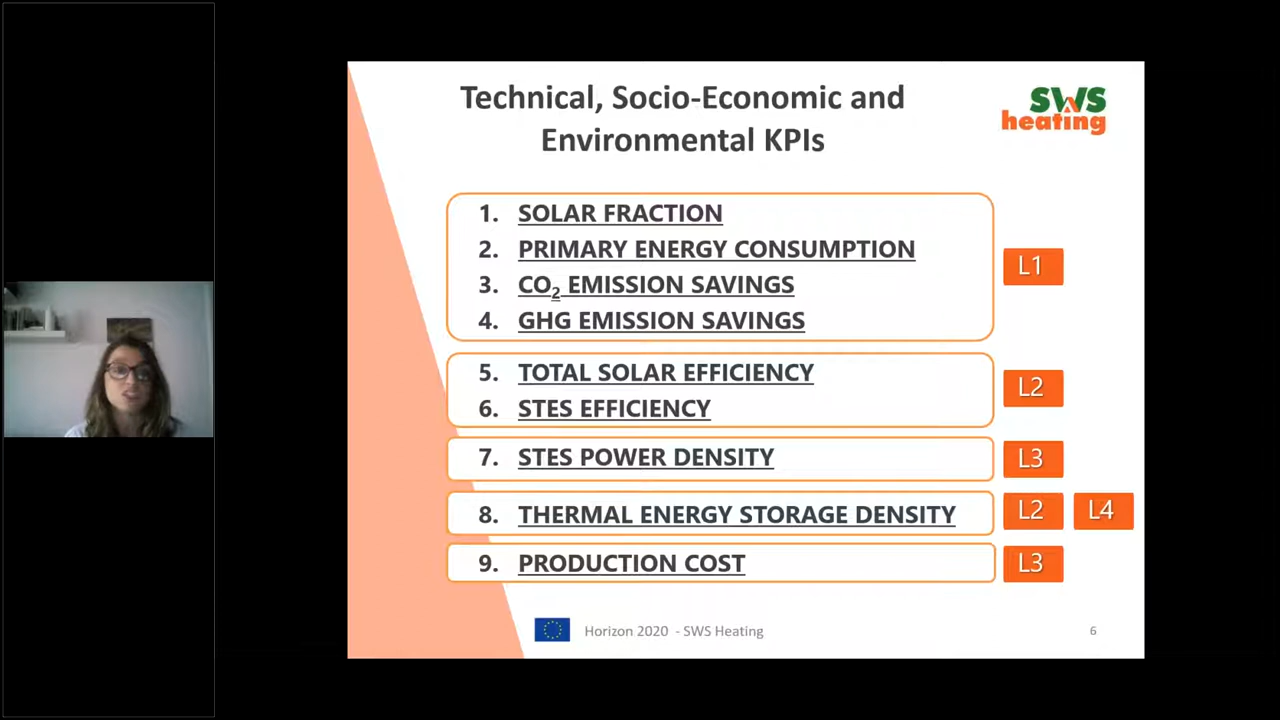 Technical, Socio-Economic and
Environmental KPIs
SWS
heating
1. SOLAR FRACTION
2. PRIMARY ENERGY CONSUMPTION
3. CO₂ EMISSION SAVINGS
4. GHG EMISSION SAVINGS
L1
5. TOTAL SOLAR EFFICIENCY
6. STES EFFICIENCY
L2
7. STES POWER DENSITY
L3
8. THERMAL ENERGY STORAGE DENSITY
L2 L4
9. PRODUCTION COST
L3
Horizon 2020 - SWS Heating
6